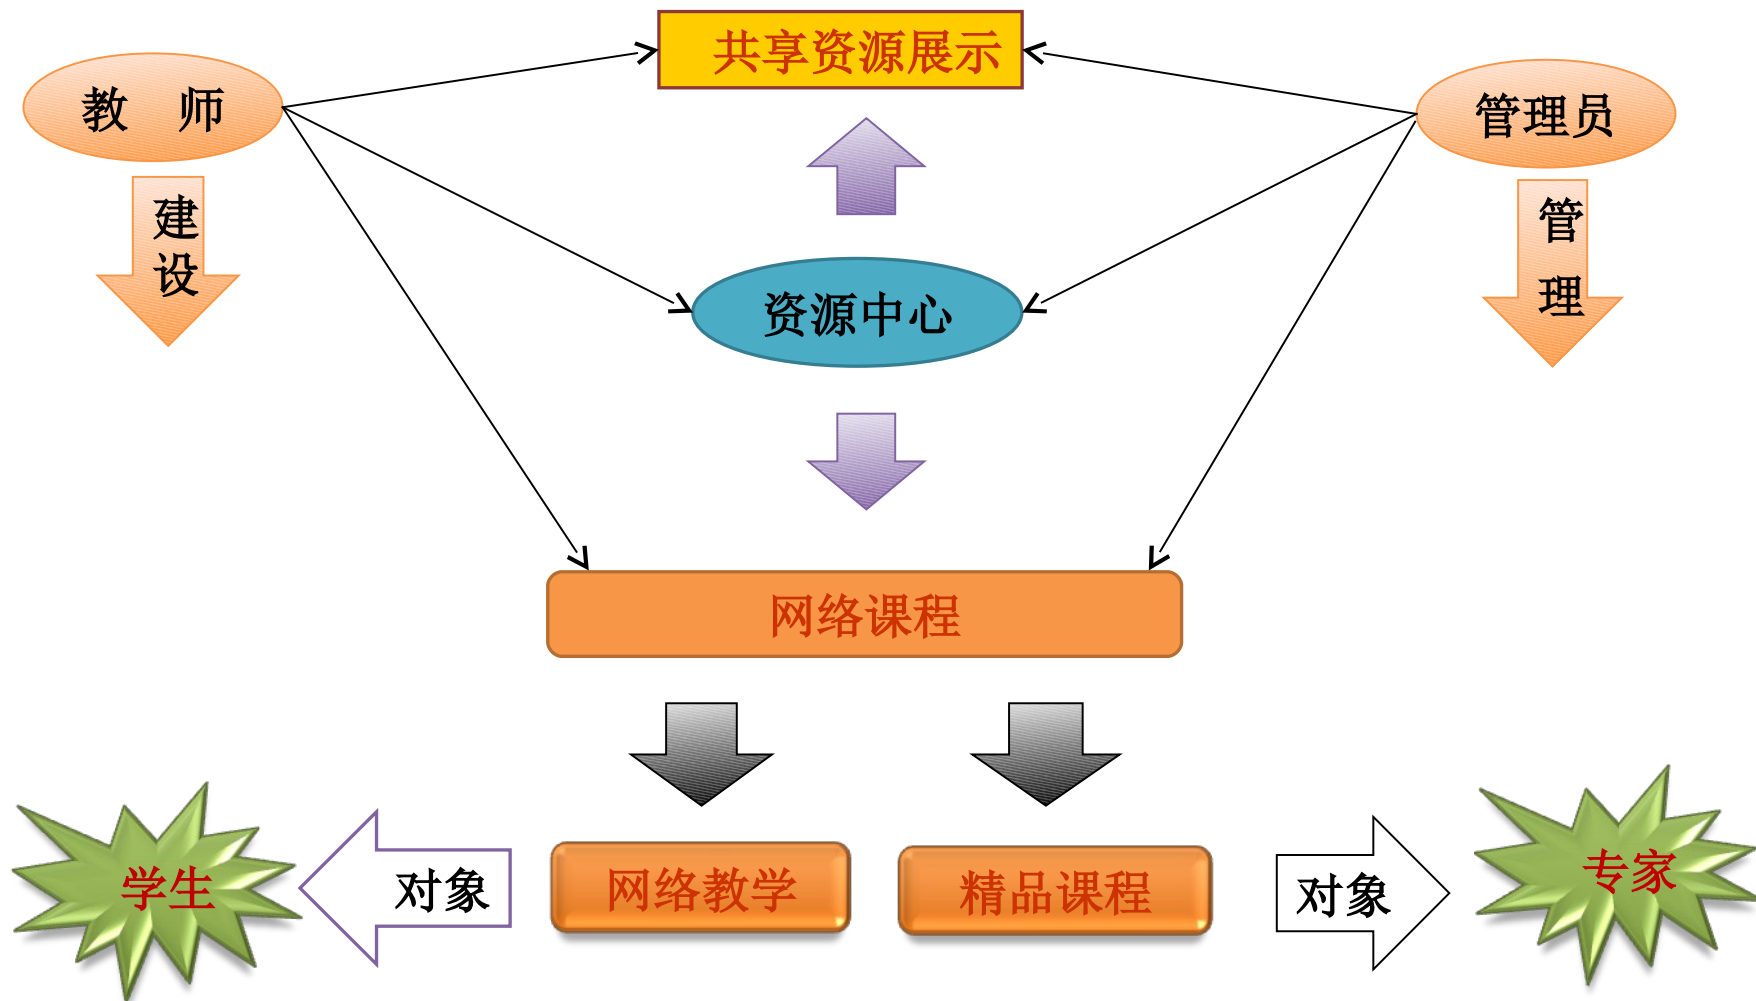 共享资源展示
教 师
管理员
建
设
管
理
资源中心
网络课程
学生
对象
网络教学
精品课程
对象
专家